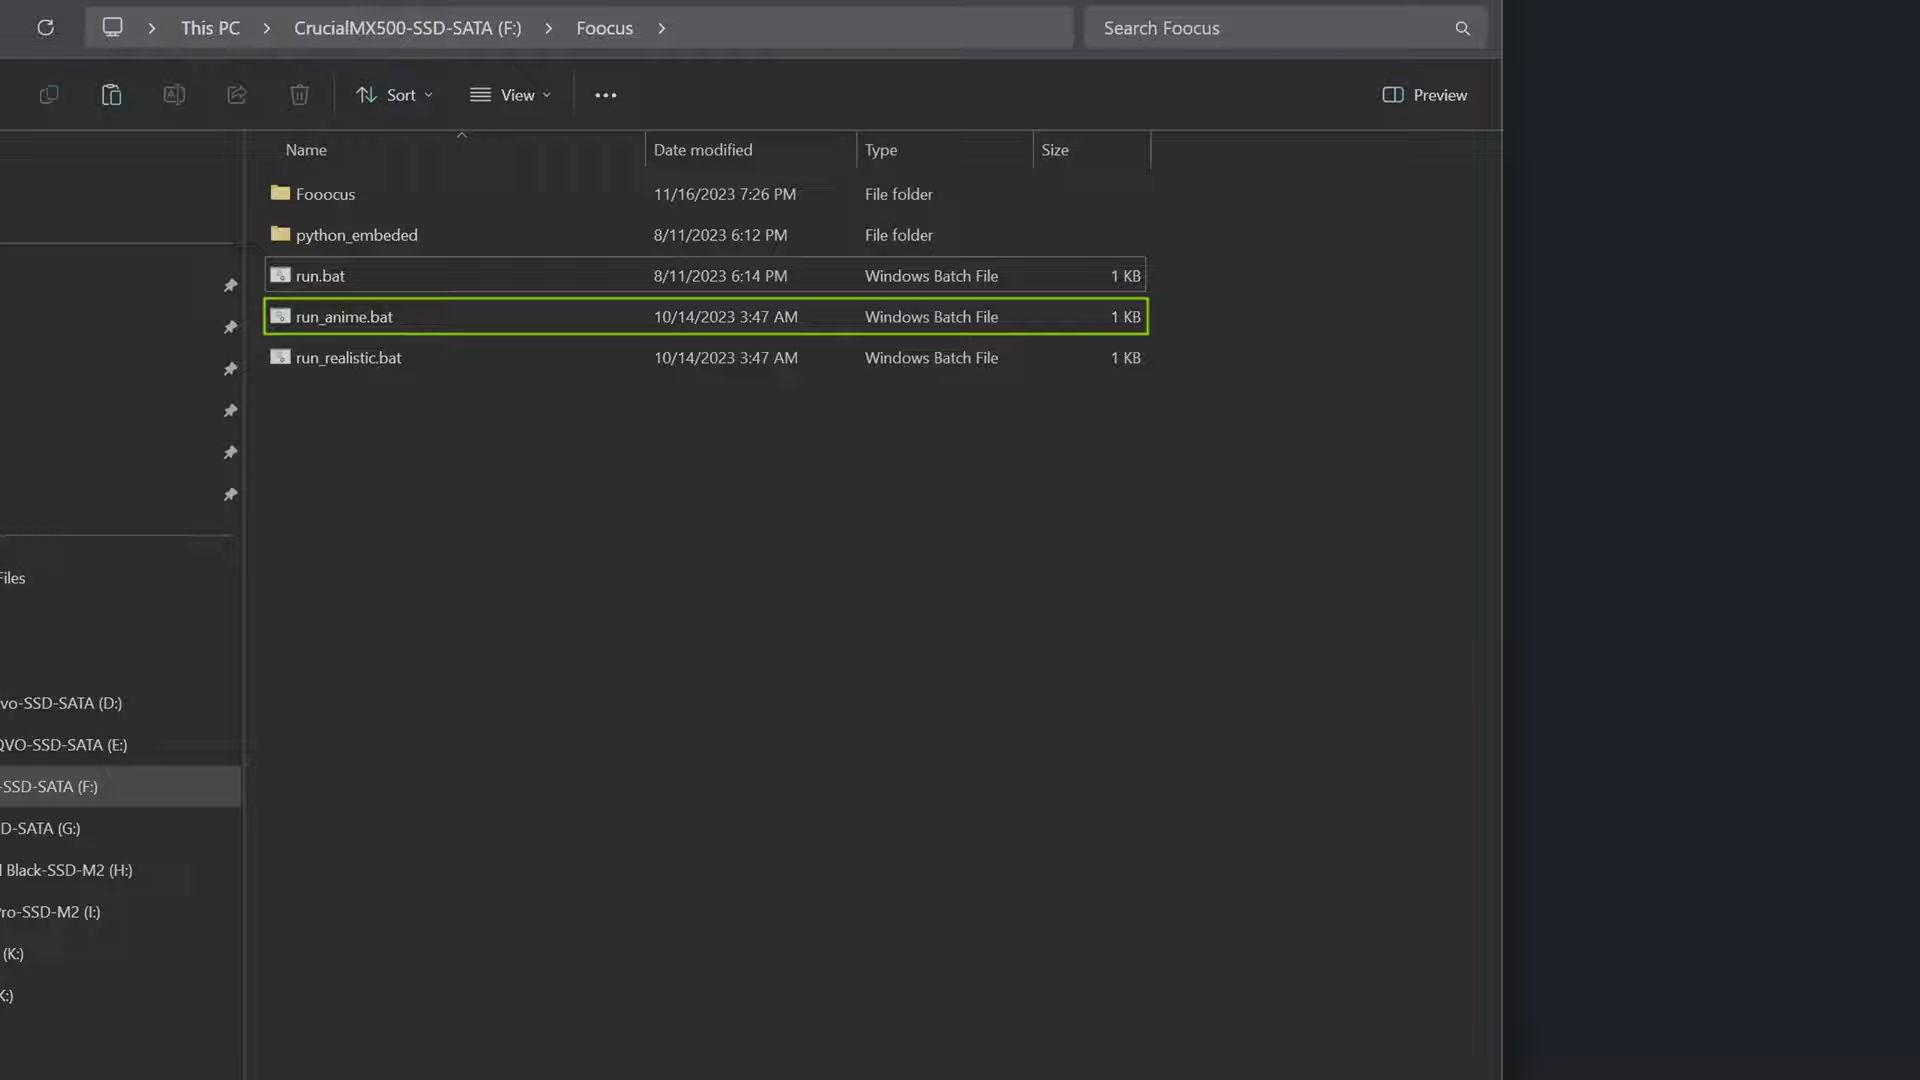 This PC > CrucialMX500-SSD-SATA (F:) > Foocus >
Search Foocus
Sort
View
Preview
Name Date modified Type Size
Fooocus 11/16/2023 7:26 PM File folder
python_embeded 8/11/2023 6:12 PM File folder
run.bat 8/11/2023 6:14 PM Windows Batch File 1 KB
run_anime.bat 10/14/2023 3:47 AM Windows Batch File 1 KB
run_realistic.bat 10/14/2023 3:47 AM Windows Batch File 1 KB
Files
vo-SSD-SATA (D:)
QVO-SSD-SATA (E:)
-SSD-SATA (F:)
D-SATA (G:)
Black-SSD-M2 (H:)
Pro-SSD-M2 (I:)
(K:)
K:)